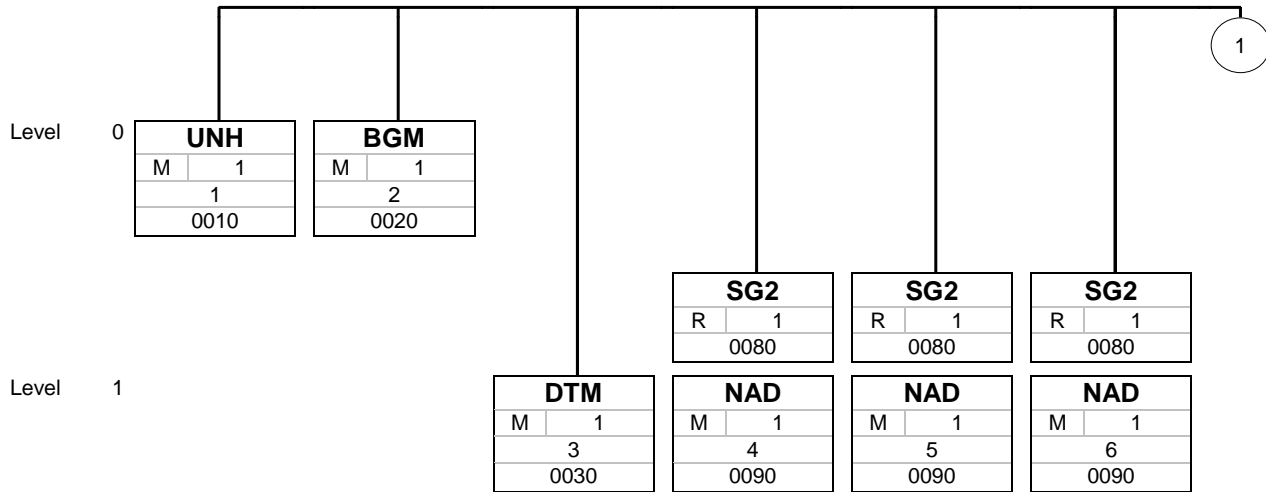 1
Level 0
UNH
M 1
1
0010
BGM
M 1
2
0020
SG2
R 1
0080
SG2
R 1
0080
SG2
R 1
0080
Level 1
DTM
M 1
3
0030
NAD
M 1
4
0090
NAD
M 1
5
0090
NAD
M 1
6
0090